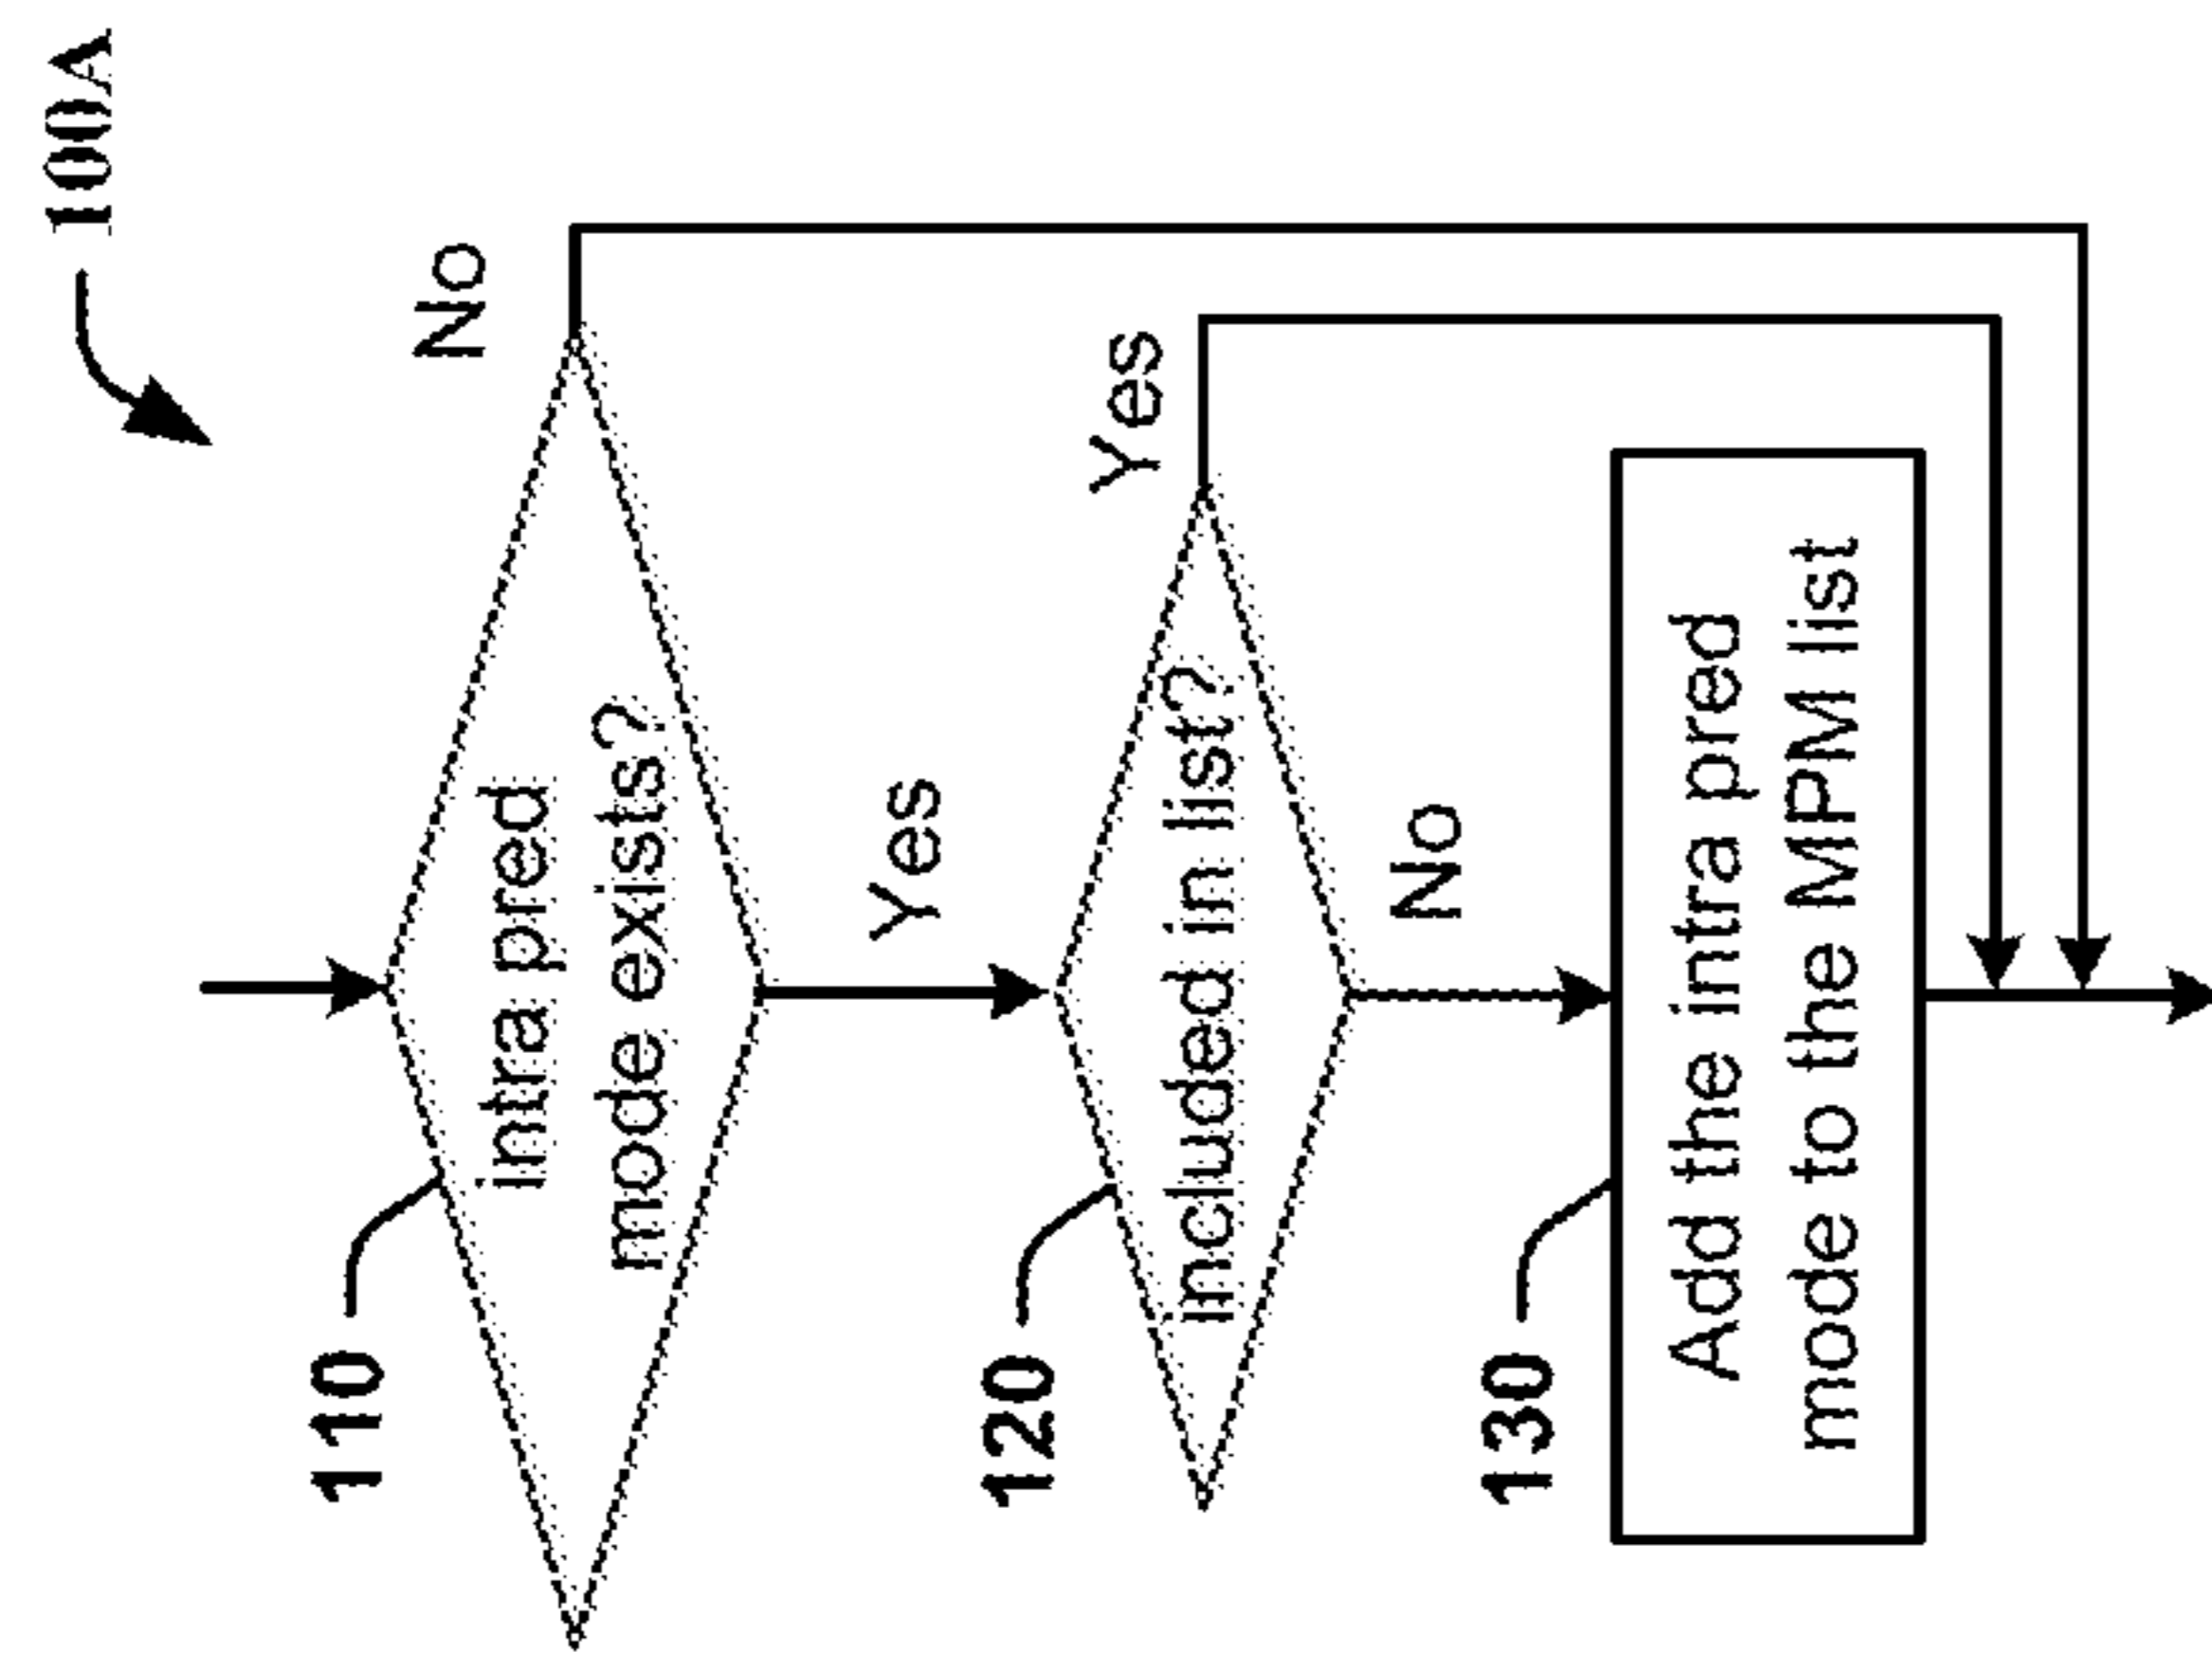 100A
110
intra pred
mode exists?
No
Yes
120
included in list?
Yes
No
130
Add the intra pred
mode to the MPM list